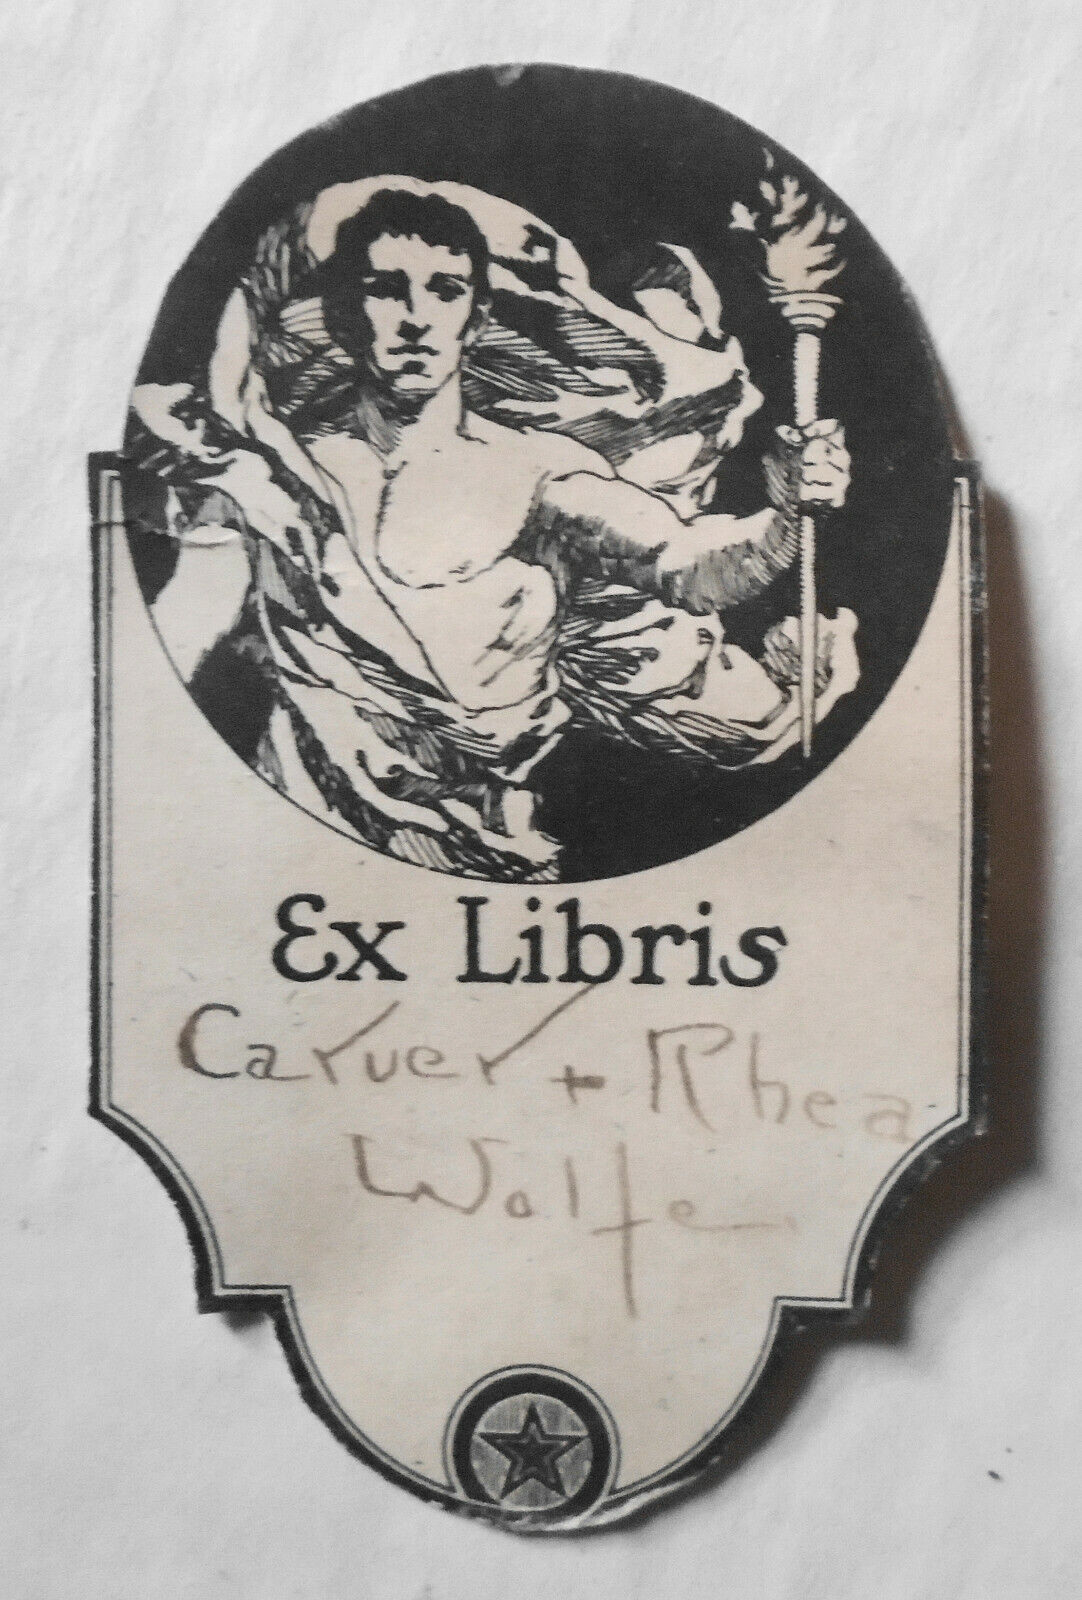 Ex Libris
Carver + Rhea
Wolfe